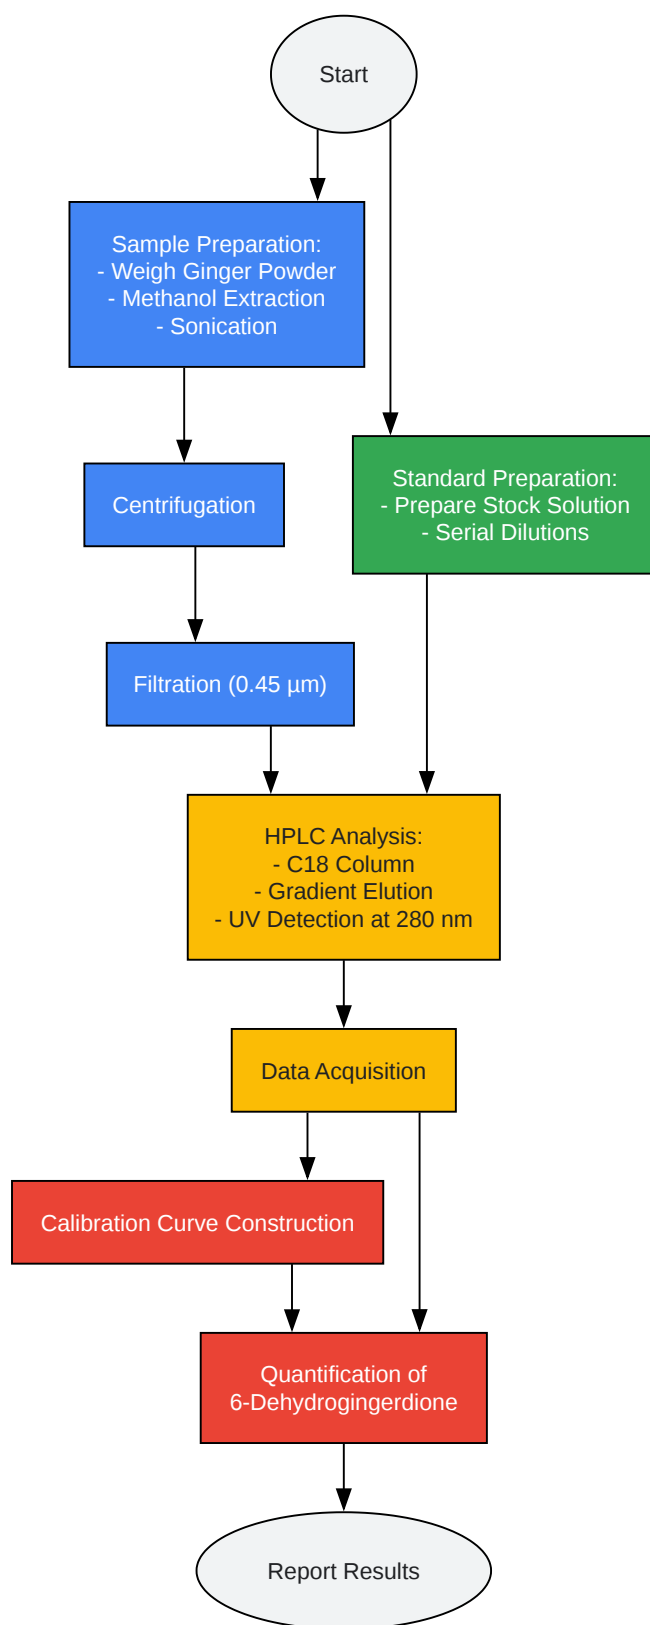 Start
Sample Preparation:
- Weigh Ginger Powder
- Methanol Extraction
- Sonication
Centrifugation
Standard Preparation:
- Prepare Stock Solution
- Serial Dilutions
Filtration (0.45 µm)
HPLC Analysis:
- C18 Column
- Gradient Elution
- UV Detection at 280 nm
Data Acquisition
Calibration Curve Construction
Quantification of
6-Dehydrogingerdione
Report Results